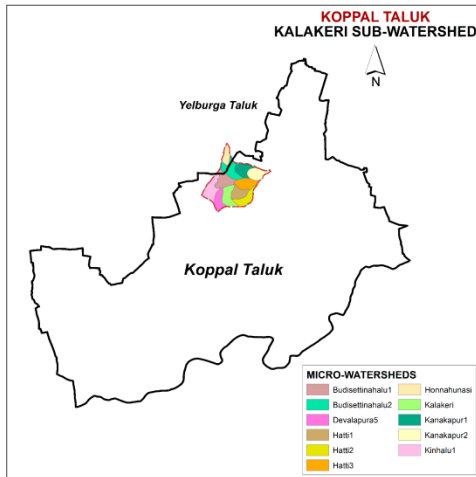 KOPPAL TALUK
KALAKERI SUB-WATERSHED
N
Yelburga Taluk
Koppal Taluk
MICRO-WATERSHEDS
Budisettinahalu1
Honnahunasi
Budisettinahalu2
Kalakeri
Devalapura5
Kanakapur1
Hatti1
Kanakapur2
Hatti2
Kinhalu1
Hatti3